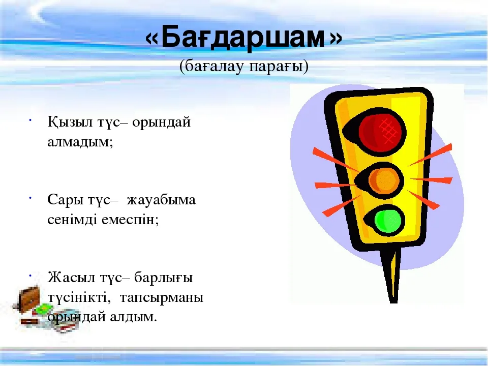 «Бағдаршам»
(бағалау парағы)
Қызыл түс– орындай
алмадым;
Сары түс– жауабыма
сенімді емеспін;
Жасыл түс– барлығы
түсінікті, тапсырманы
орындай алдым.